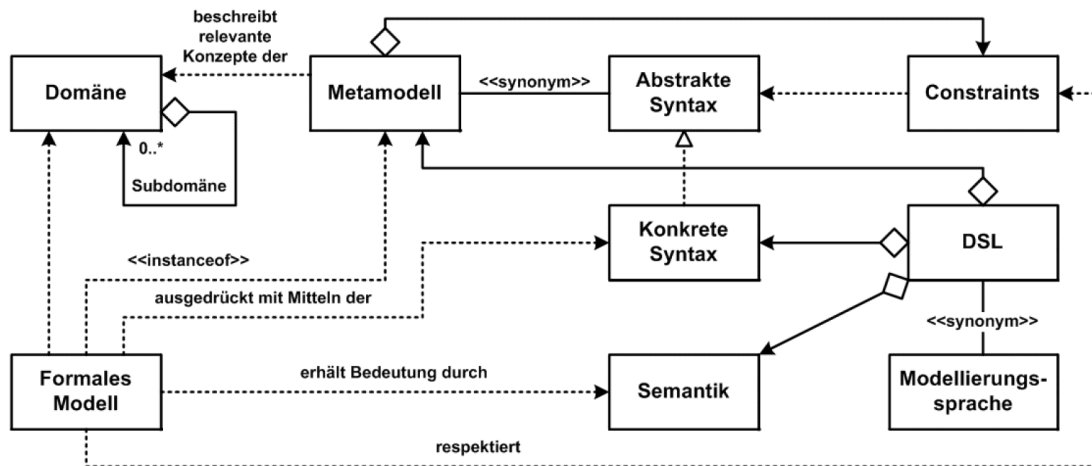 beschreibt
relevante
Konzepte der
Domäne
Metamodell
<<synonym>>
Abstrakte
Syntax
Constraints
0..*
Subdomäne
Konkrete
Syntax
DSL
<<instanceof>>
ausgedrückt mit Mitteln der
<<synonym>>
Formales
Modell
erhält Bedeutung durch
Semantik
Modellierungs-
sprache
respektiert